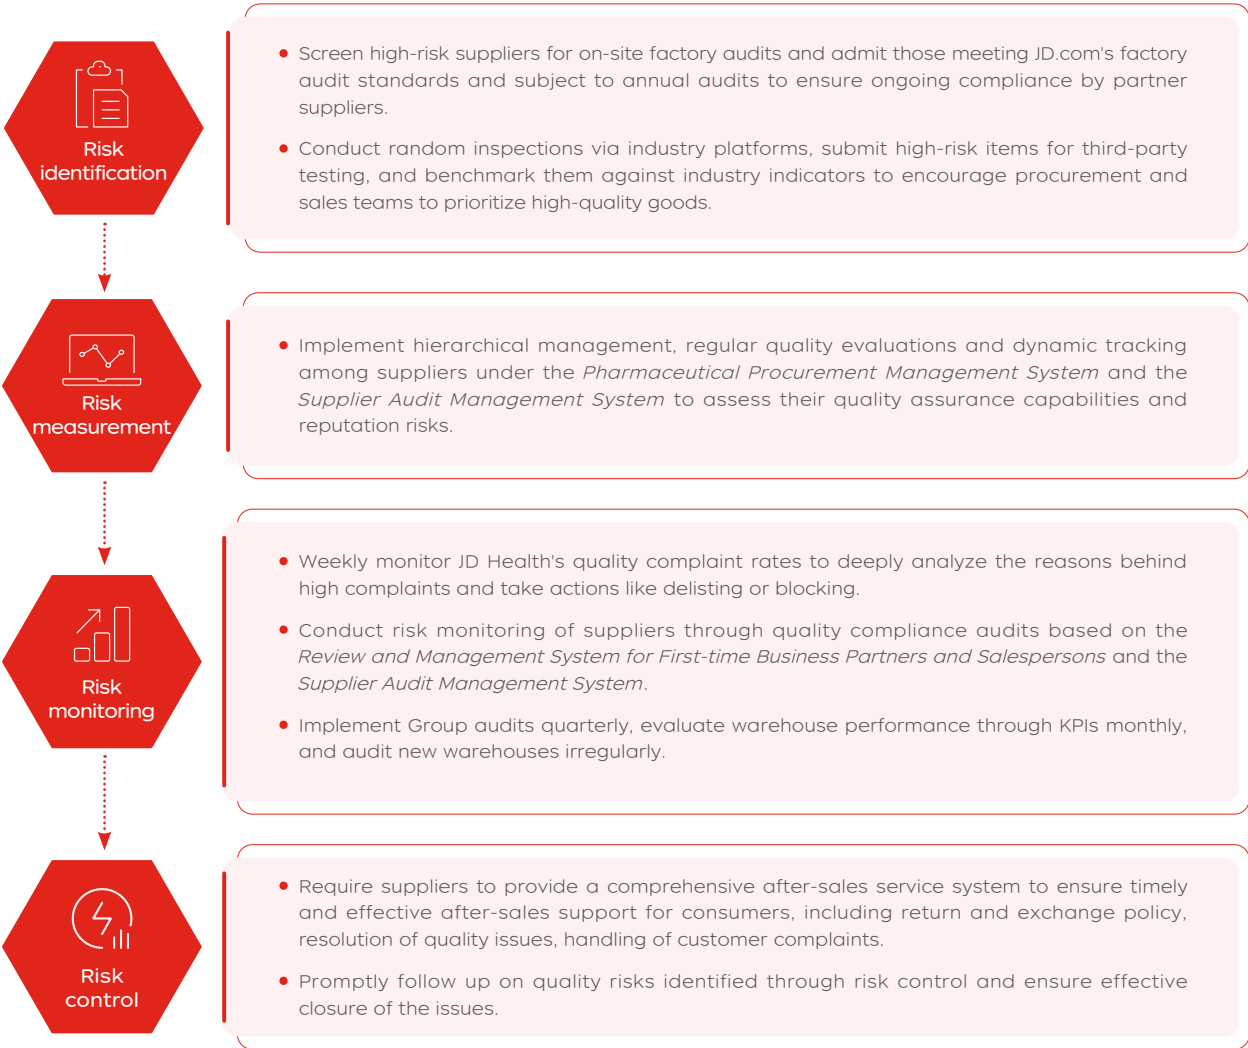 Risk
identification
Screen high-risk suppliers for on-site factory audits and admit those meeting JD.com's factory
audit standards and subject to annual audits to ensure ongoing compliance by partner
suppliers.
Conduct random inspections via industry platforms, submit high-risk items for third-party
testing, and benchmark them against industry indicators to encourage procurement and
sales teams to prioritize high-quality goods.
Risk
measurement
Implement hierarchical management, regular quality evaluations and dynamic tracking
among suppliers under the Pharmaceutical Procurement Management System and the
Supplier Audit Management System to assess their quality assurance capabilities and
reputation risks.
Risk
monitoring
Weekly monitor JD Health's quality complaint rates to deeply analyze the reasons behind
high complaints and take actions like delisting or blocking.
Conduct risk monitoring of suppliers through quality compliance audits based on the
Review and Management System for First-time Business Partners and Salespersons and the
Supplier Audit Management System.
Implement Group audits quarterly, evaluate warehouse performance through KPIs monthly,
and audit new warehouses irregularly.
Risk
control
Require suppliers to provide a comprehensive after-sales service system to ensure timely
and effective after-sales support for consumers, including return and exchange policy,
resolution of quality issues, handling of customer complaints.
Promptly follow up on quality risks identified through risk control and ensure effective
closure of the issues.